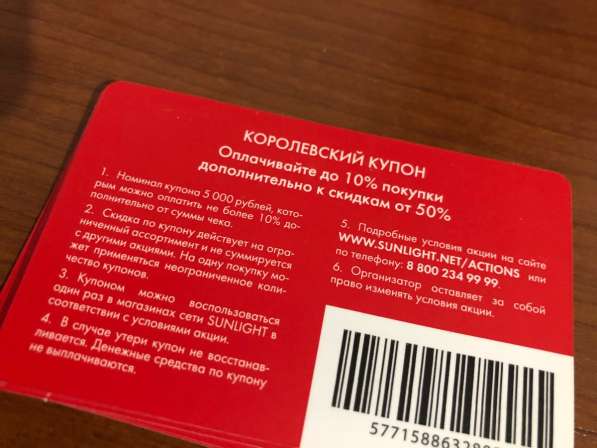 КОРОЛЕВСКИЙ КУПОН
Оплачивайте до 10% покупки
дополнительно к скидкам от 50%
1. Номинал купона 5 000 рублей, кото-
рым можно оплатить не более 10% до-
полнительно от суммы чека.
2. Скидка по купону действует на огра-
ниченный ассортимент и не суммируется
с другими акциями. На одну покупку мо-
жет применяться неограниченное коли-
чество купонов.
3. Купоном можно воспользоваться
один раз в магазинах сети SUNLIGHT в
соответствии с условиями акции.
4. В случае утери купон не восстанав-
ливается. Денежные средства по купону
не выплачиваются.
5. Подробные условия акции на сайте
WWW.SUNLIGHT.NET/ACTIONS или
по телефону: 8 800 234 99 99.
6. Организатор оставляет за собой
право изменять условия акции.